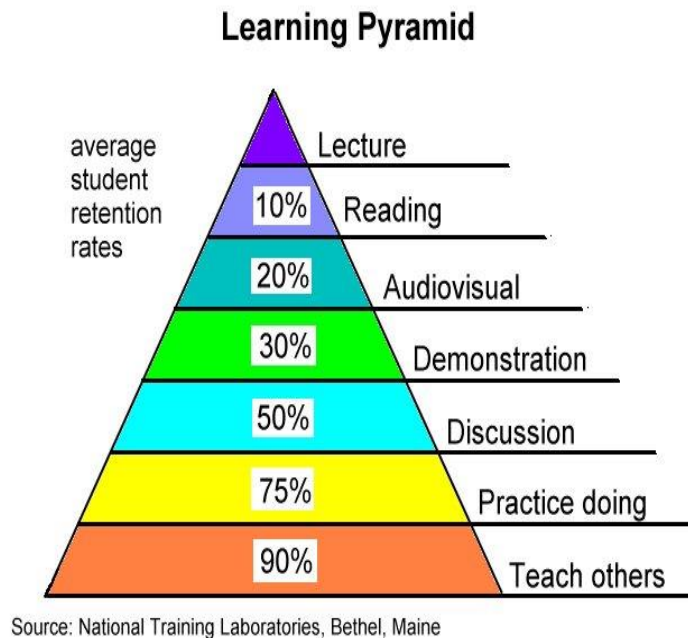 Learning Pyramid
average
student
retention
rates
Lecture
10% Reading
20% Audiovisual
30% Demonstration
50% Discussion
75% Practice doing
90% Teach others
Source: National Training Laboratories, Bethel, Maine